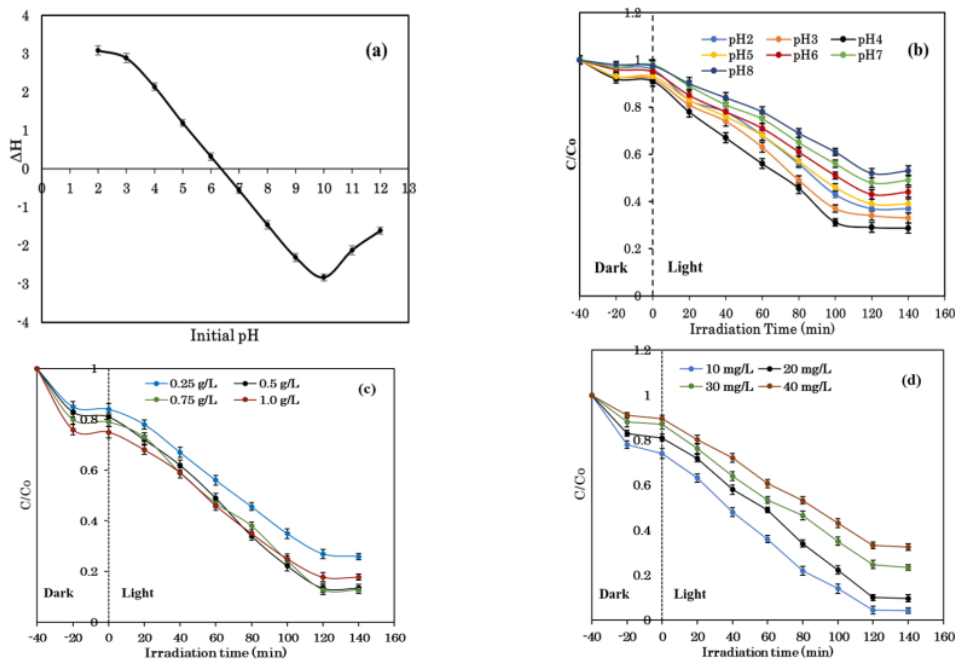 (a)
4
3
2
1
0
-1
-2
-3
-4
0 1 2 3 4 5 6 7 8 9 10 11 12 13
ΔH
Initial pH
(b)
pH2 pH3 pH4
pH5 pH6 pH7
pH8
1.2
1
0.8
0.6
0.4
0.2
0
C/Co
Dark Light
-40 -20 0 20 40 60 80 100 120 140 160
Irradiation Time (min)
(c)
0.25 g/L 0.5 g/L
0.75 g/L 1.0 g/L
1
0.8
0.6
0.4
0.2
0
C/Co
Dark Light
-40 -20 0 20 40 60 80 100 120 140 160
Irradiation time (min)
(d)
10 mg/L 20 mg/L
30 mg/L 40 mg/L
1.2
1
0.8
0.6
0.4
0.2
0
C/Co
Dark Light
-40 -20 0 20 40 60 80 100 120 140 160
Irradiation time (min)